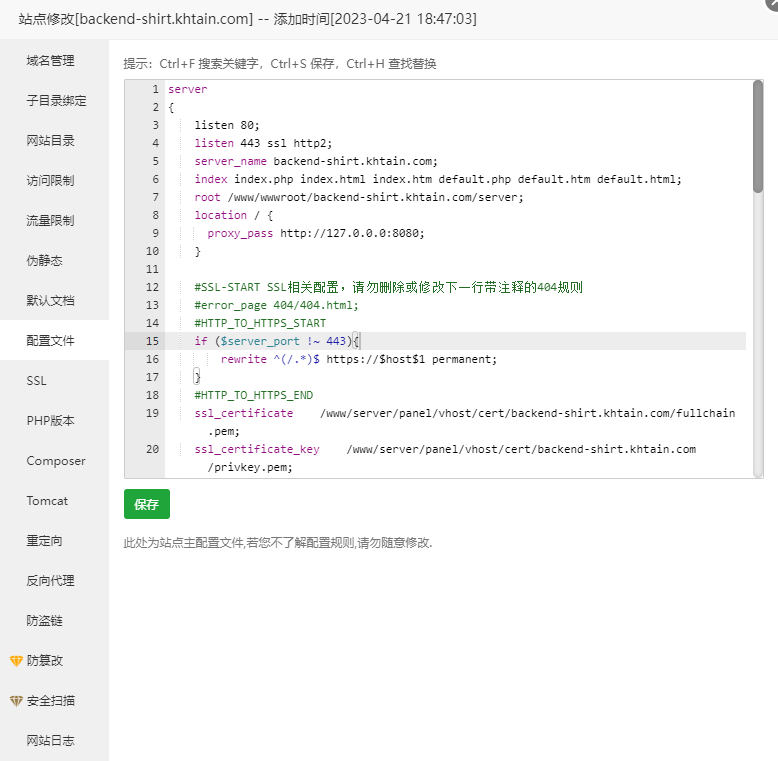 站点修改[backend-shirt.khtain.com] -- 添加时间[2023-04-21 18:47:03]
域名管理
子目录绑定
网站目录
访问限制
流量限制
伪静态
默认文档
配置文件
SSL
PHP版本
Composer
Tomcat
重定向
反向代理
防盗链
防篡改
安全扫描
网站日志
提示：Ctrl+F 搜索关键字，Ctrl+S 保存，Ctrl+H 查找替换
1 server
2 {
3 listen 80;
4 listen 443 ssl http2;
5 server_name backend-shirt.khtain.com;
6 index index.php index.html index.htm default.php default.htm default.html;
7 root /www/wwwroot/backend-shirt.khtain.com/server;
8 location / {
9 proxy_pass http://127.0.0.0:8080;
10 }
11
12 #SSL-START SSL相关配置，请勿删除或修改下一行带注释的404规则
13 #error_page 404/404.html;
14 #HTTP_TO_HTTPS_START
15 if ($server_port !~ 443){
16 rewrite ^(/.*)$ https://$host$1 permanent;
17 }
18 #HTTP_TO_HTTPS_END
19 ssl_certificate /www/server/panel/vhost/cert/backend-shirt.khtain.com/fullchain
.pem;
20 ssl_certificate_key /www/server/panel/vhost/cert/backend-shirt.khtain.com
/privkey.pem;
保存
此处为站点主配置文件,若您不了解配置规则,请勿随意修改.